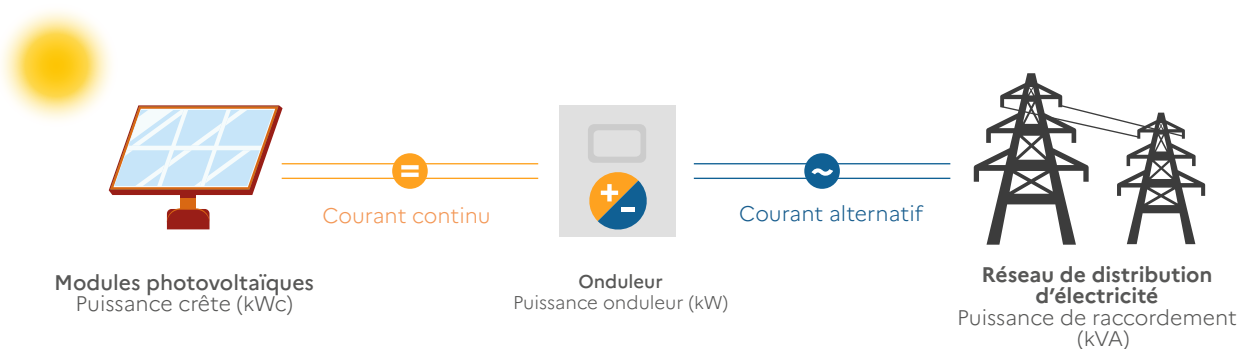 Courant continu
Courant alternatif
Modules photovoltaïques
Puissance crête (kWc)
Onduleur
Puissance onduleur (kW)
Réseau de distribution
d'électricité
Puissance de raccordement
(kVA)